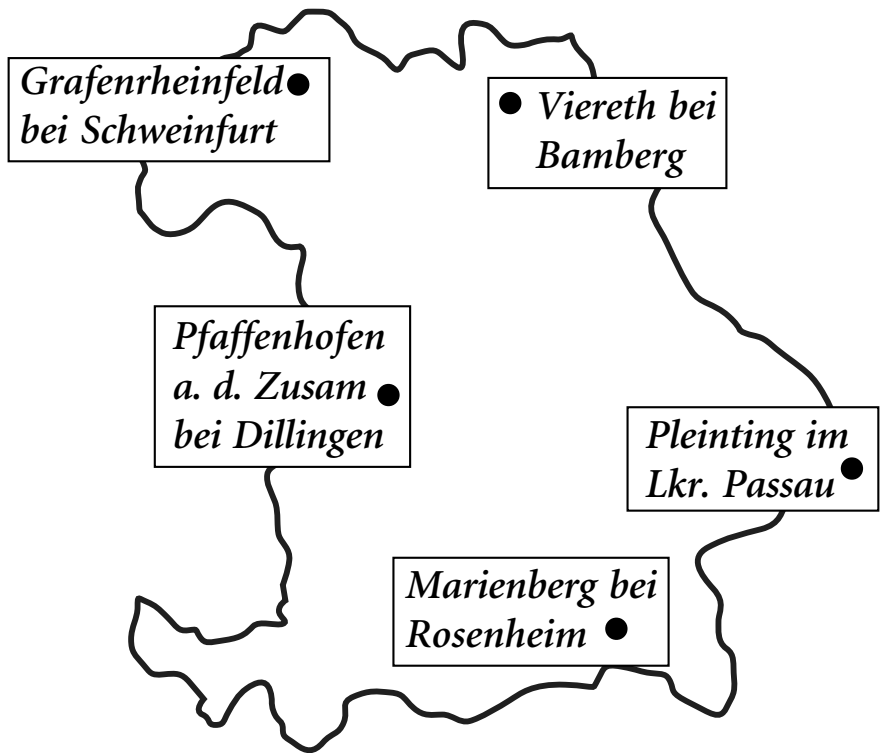 Grafenrheinfeld
bei Schweinfurt
Viereth bei
Bamberg
Pfaffenhofen
a. d. Zusam
bei Dillingen
Pleinting im
Lkr. Passau
Marienberg bei
Rosenheim